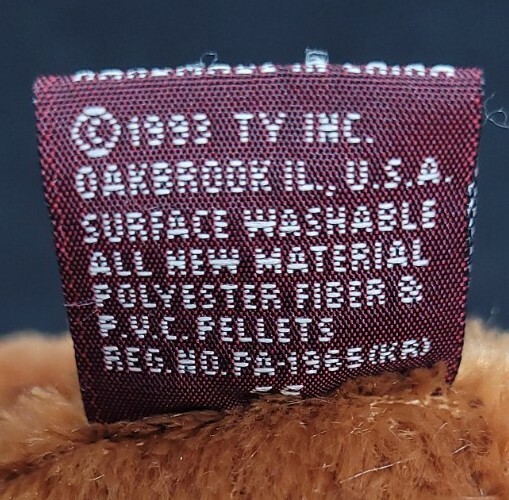 © 1993 TY INC.
OAKBROOK IL., U.S.A.
SURFACE WASHABLE
ALL NEW MATERIAL
POLYESTER FIBER &
P.V.C. PELLETS
REG.NO.PA-1965(KR)